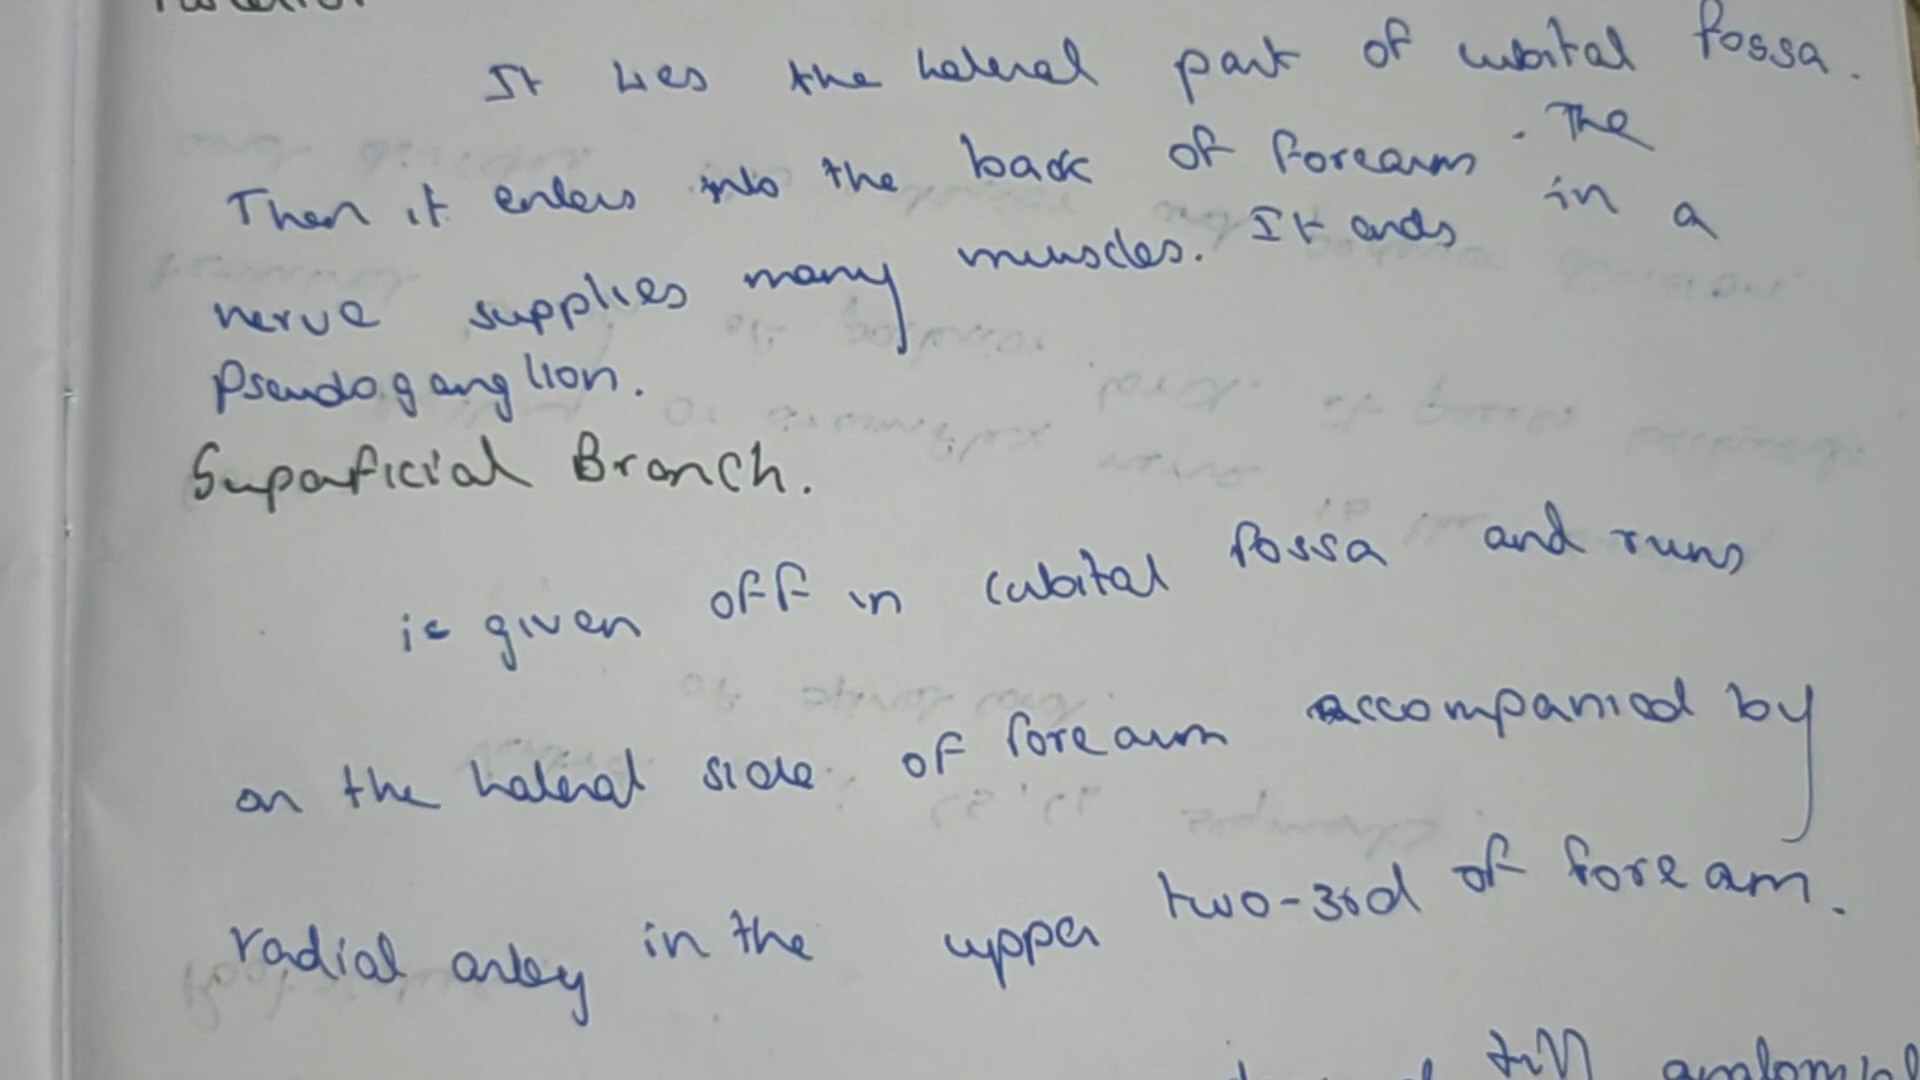 It lies the lateral part of cubital fossa.
Then it enters into the back of forearm. The
nerve supplies many muscles. It ends in a
pseudoganglion.
Superficial Branch.
is given off in cubital fossa and runs
on the lateral side of forearm accompanied by
radial artery in the upper two-3rd of forearm.
till anatomical